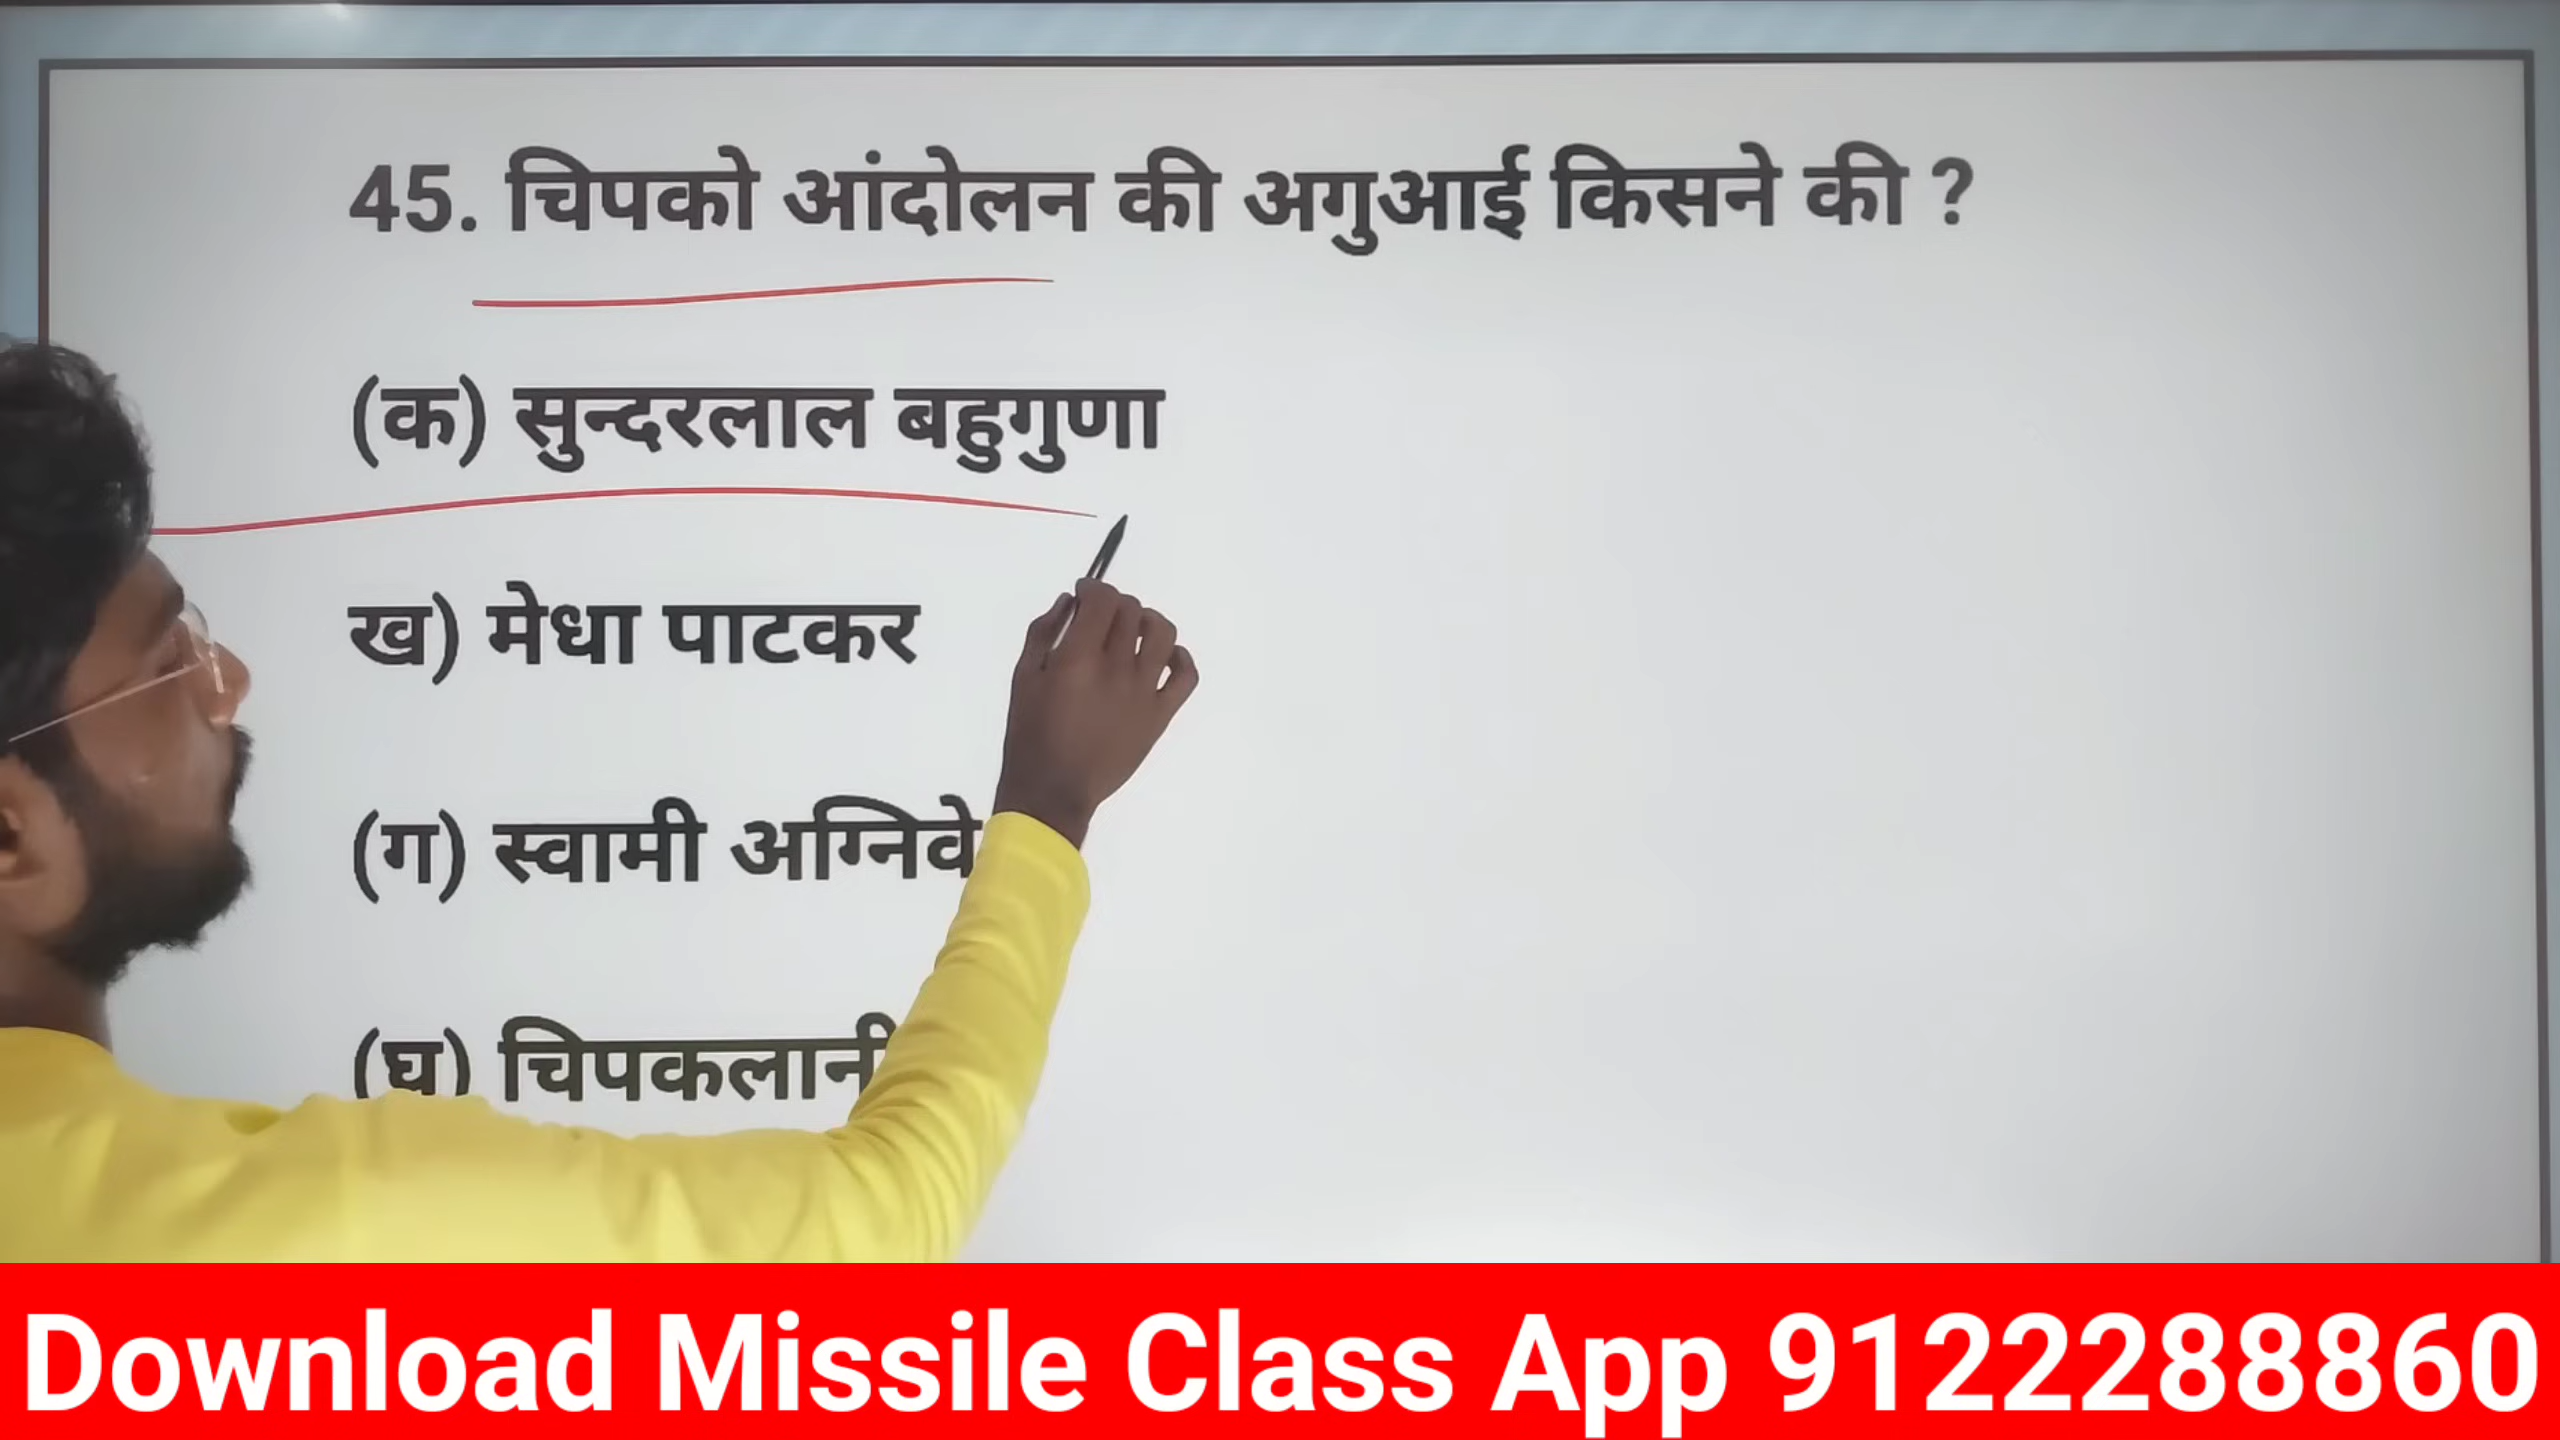 45. चिपको आंदोलन की अगुआई किसने की ?
(क) सुन्दरलाल बहुगुणा
ख) मेधा पाटकर
(ग) स्वामी
(घ)
Download Missile Class App 9122288860